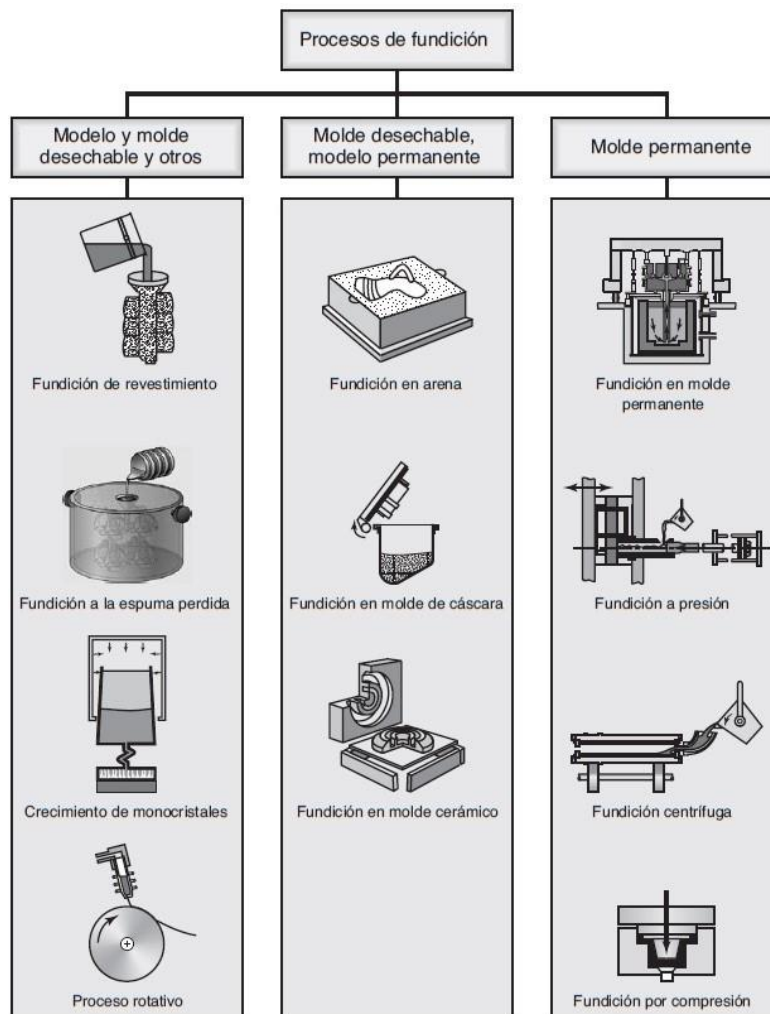 Procesos de fundición
Modelo y molde
desechable y otros
Molde desechable,
modelo permanente
Molde permanente
Fundición de revestimiento
Fundición a la espuma perdida
Crecimiento de monocristales
Proceso rotativo
Fundición en arena
Fundición en molde de cáscara
Fundición en molde cerámico
Fundición en molde
permanente
Fundición a presión
Fundición centrífuga
Fundición por compresión